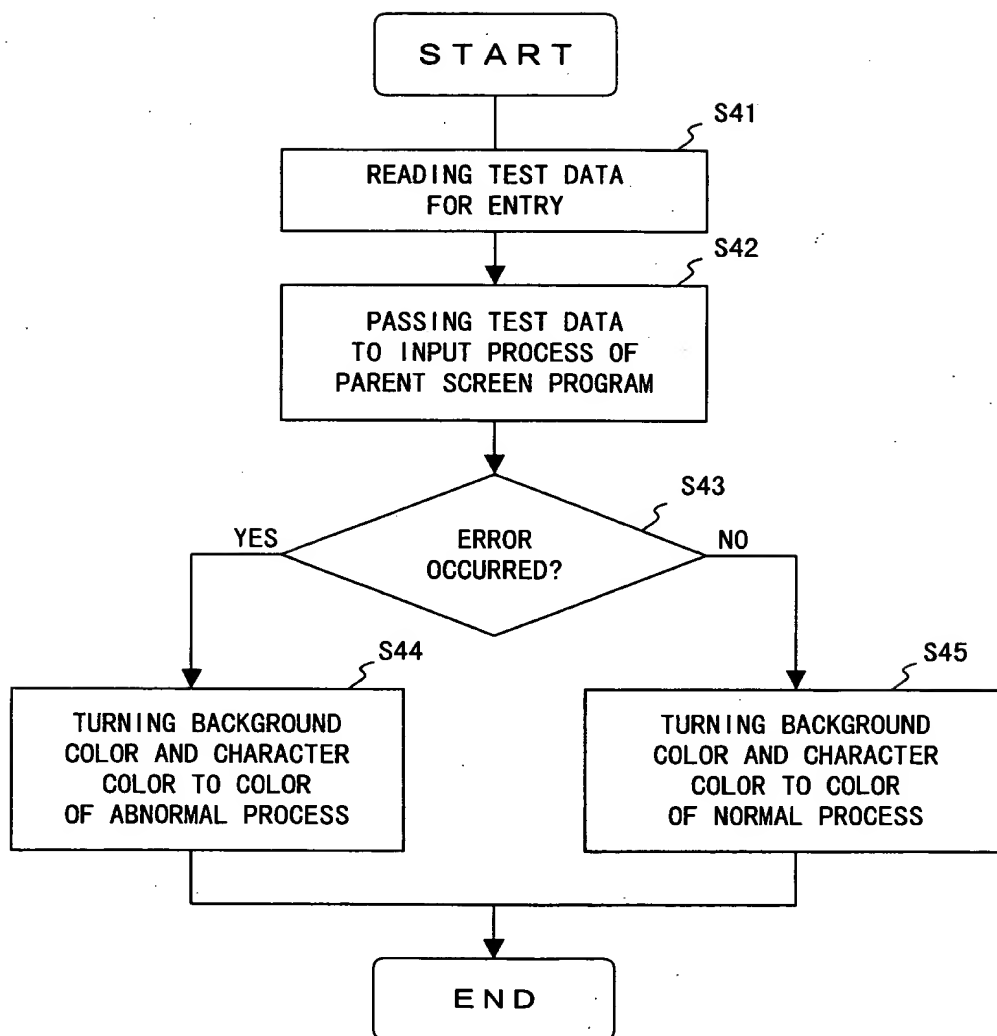 START
S41
READING TEST DATA
FOR ENTRY
S42
PASSING TEST DATA
TO INPUT PROCESS OF
PARENT SCREEN PROGRAM
S43
YES
ERROR
OCCURRED?
NO
S44
TURNING BACKGROUND
COLOR AND CHARACTER
COLOR TO COLOR
OF ABNORMAL PROCESS
S45
TURNING BACKGROUND
COLOR AND CHARACTER
COLOR TO COLOR
OF NORMAL PROCESS
END